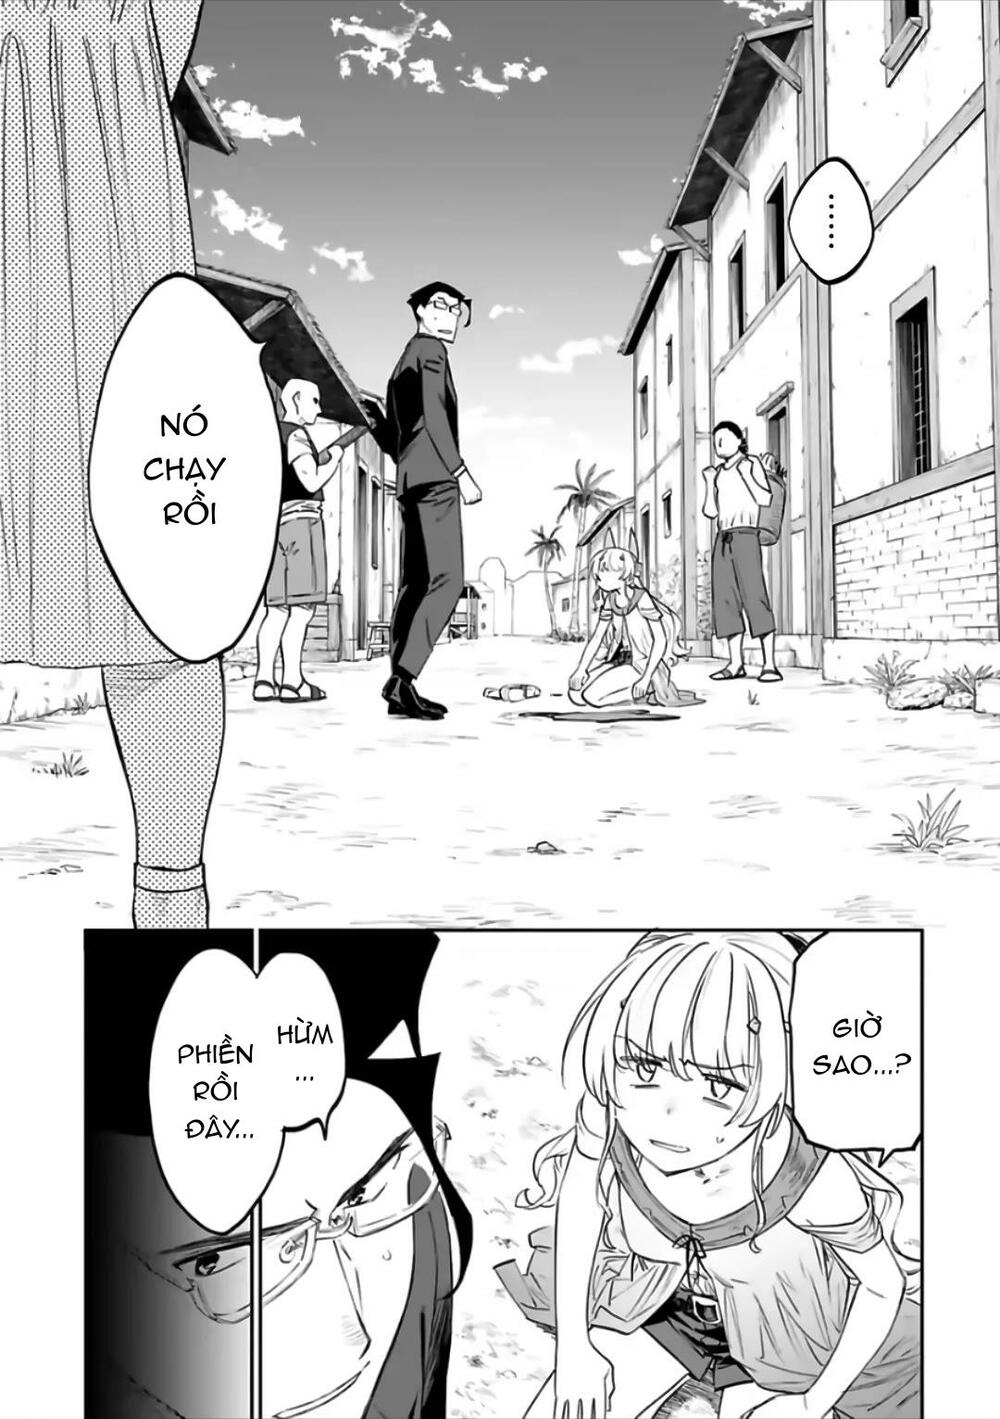 ........
NÓ
CHẠY
RỒI
GIỜ
SAO...?
HỪM
...
PHIỀN
RỒI
ĐÂY...